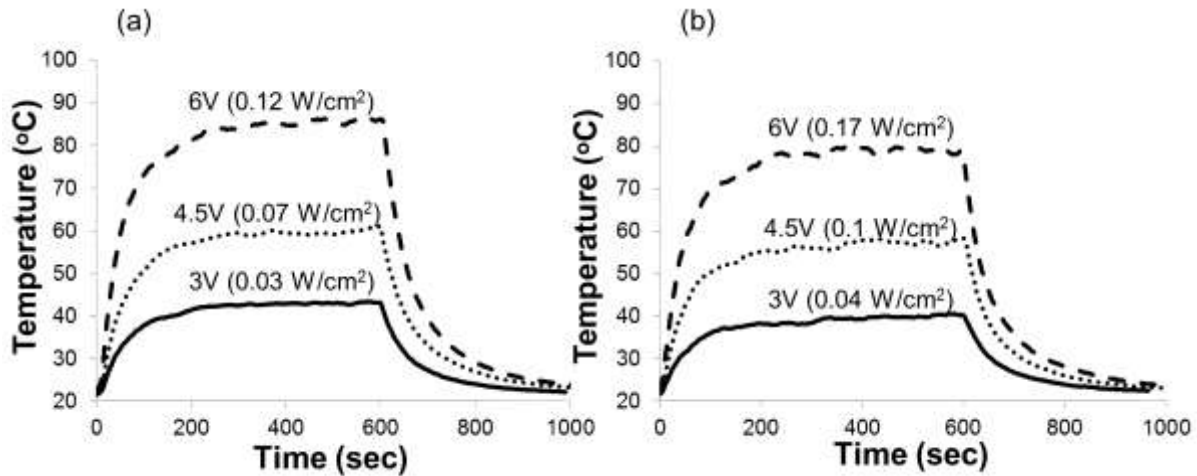 (a)
Temperature (oC)
100
90
80
70
60
50
40
30
20
6V (0.12 W/cm²)
4.5V (0.07 W/cm²)
3V (0.03 W/cm²)
0
200
400
600
800
1000
Time (sec)
(b)
Temperature (oC)
100
90
80
70
60
50
40
30
20
6V (0.17 W/cm²)
4.5V (0.1 W/cm²)
3V (0.04 W/cm²)
0
200
400
600
800
1000
Time (sec)